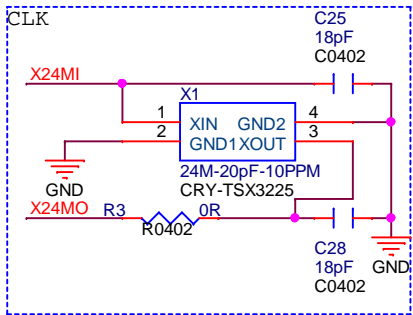 CLK
C25
18pF
C0402
X24MI
X1
1
XIN
GND2
4
2
GND1
XOUT
3
24M-20pF-10PPM
CRY-TSX3225
GND
X24MO
R3
0R
R0402
C28
18pF
C0402
GND